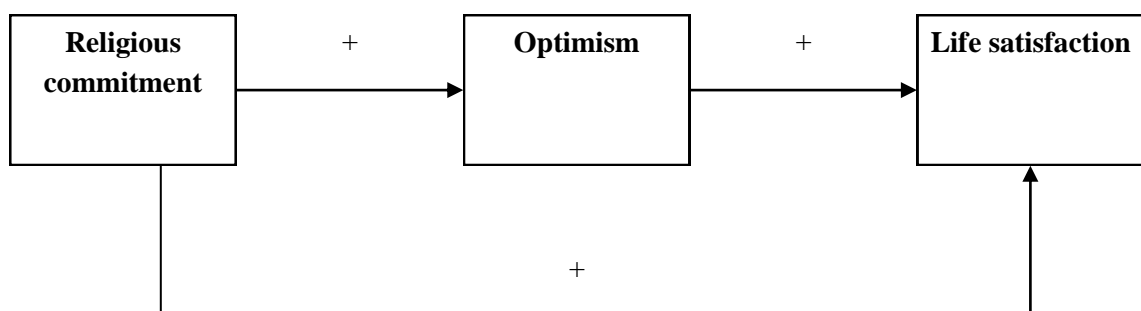 Religious
commitment
+
Optimism
+
Life satisfaction
+